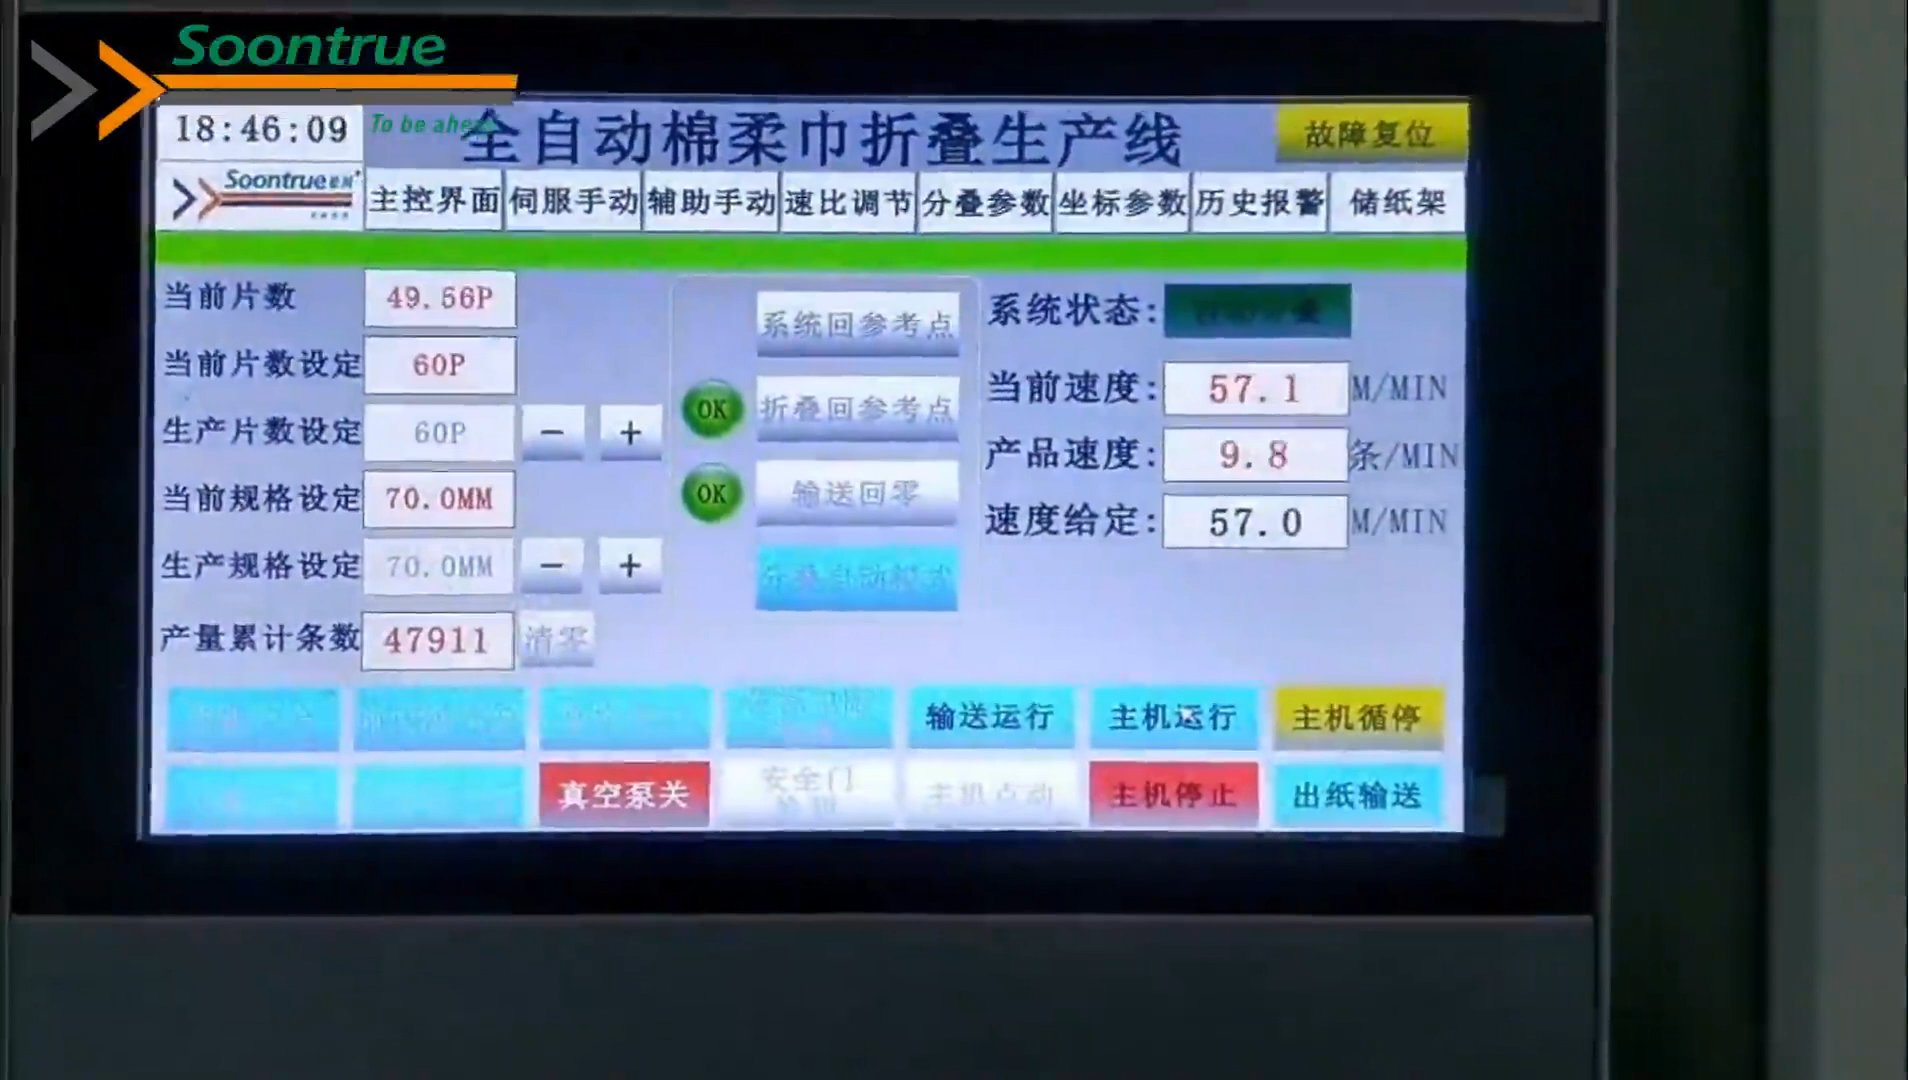 Soontrue
To be ahe
18:46:09
全自动棉柔巾折叠生产线
故障复位
Soontrue
主控界面 伺服手动 辅助手动 速比调节 分叠参数 坐标参数 历史报警 储纸架
当前片数 49.56P
当前片数设定 60P
生产片数设定 60P - +
当前规格设定 70.0MM
生产规格设定 70.0MM - +
产量累计条数 47911 清零
系统回参考点
OK 折叠回参考点
OK 输送回零
分叠自动模式
系统状态:
当前速度: 57.1 M/MIN
产品速度: 9.8 条/MIN
速度给定: 57.0 M/MIN
输送运行 主机运行 主机循停
真空泵关 安全门 主机点动 主机停止 出纸输送